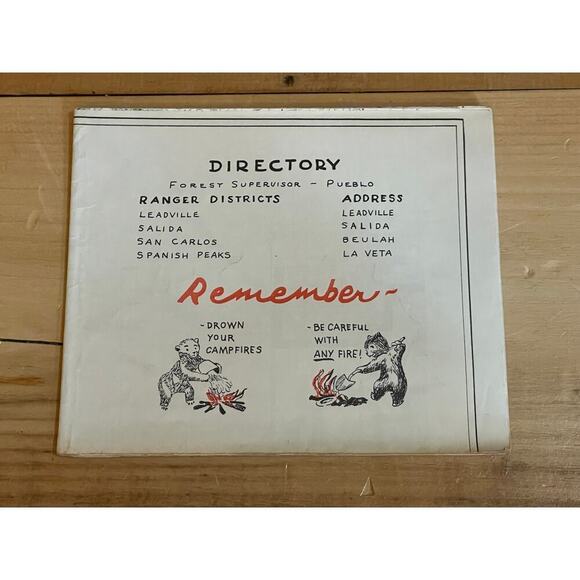 DIRECTORY
FOREST SUPERVISOR - PUEBLO
RANGER DISTRICTS ADDRESS
LEADVILLE LEADVILLE
SALIDA SALIDA
SAN CARLOS BEULAH
SPANISH PEAKS LA VETA
Remember-
- DROWN
YOUR
CAMPFIRES
- BE CAREFUL
WITH
ANY FIRE!